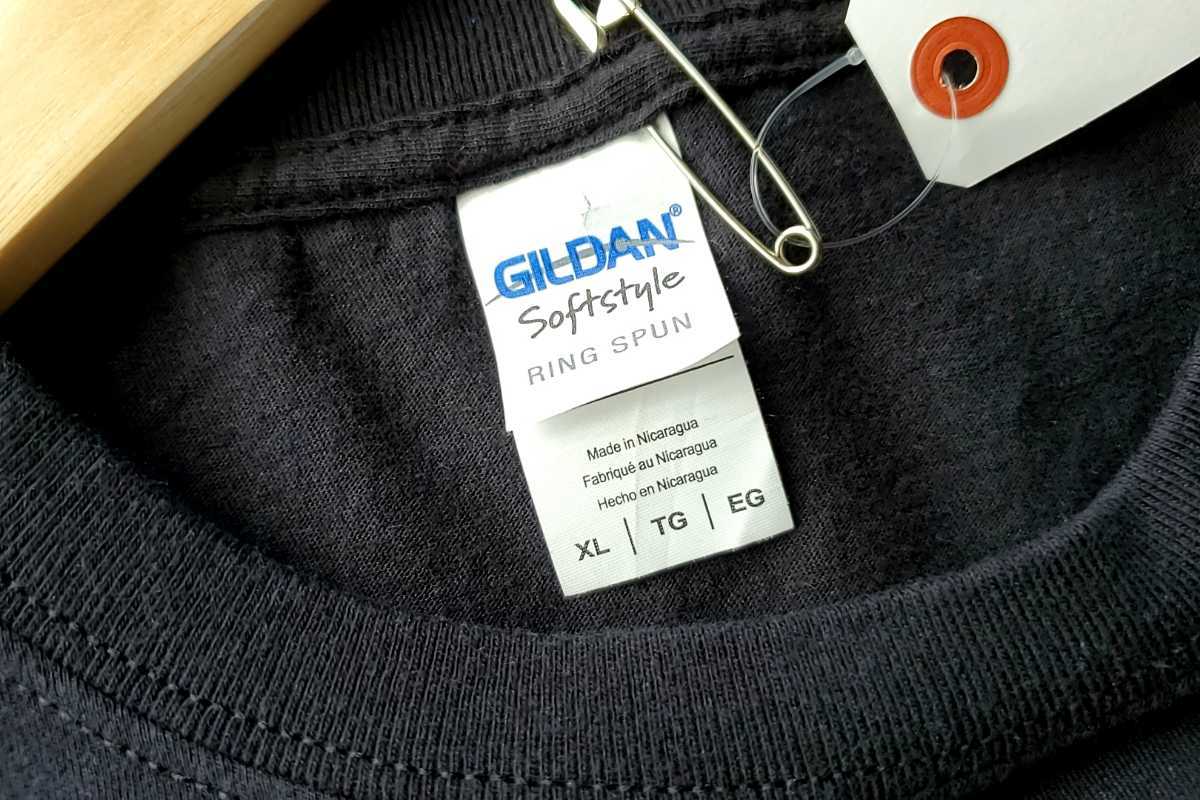 GILDAN®
Softstyle
RING SPUN
Made in Nicaragua
Fabriqué au Nicaragua
Hecho en Nicaragua
XL | TG | EG